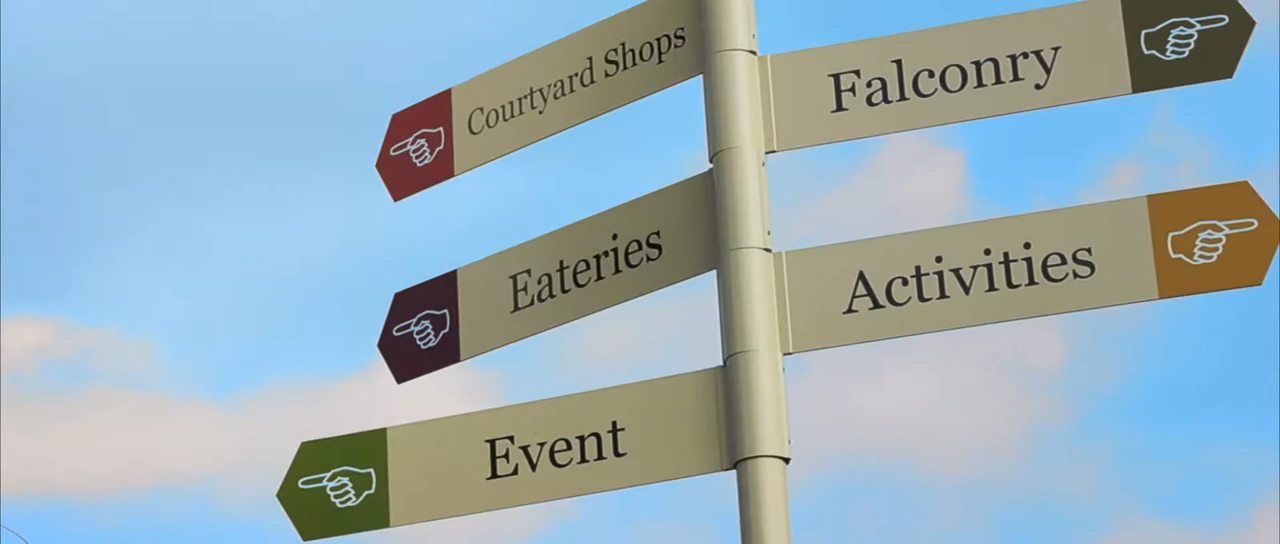 Courtyard Shops
Falconry
Eateries
Activities
Event